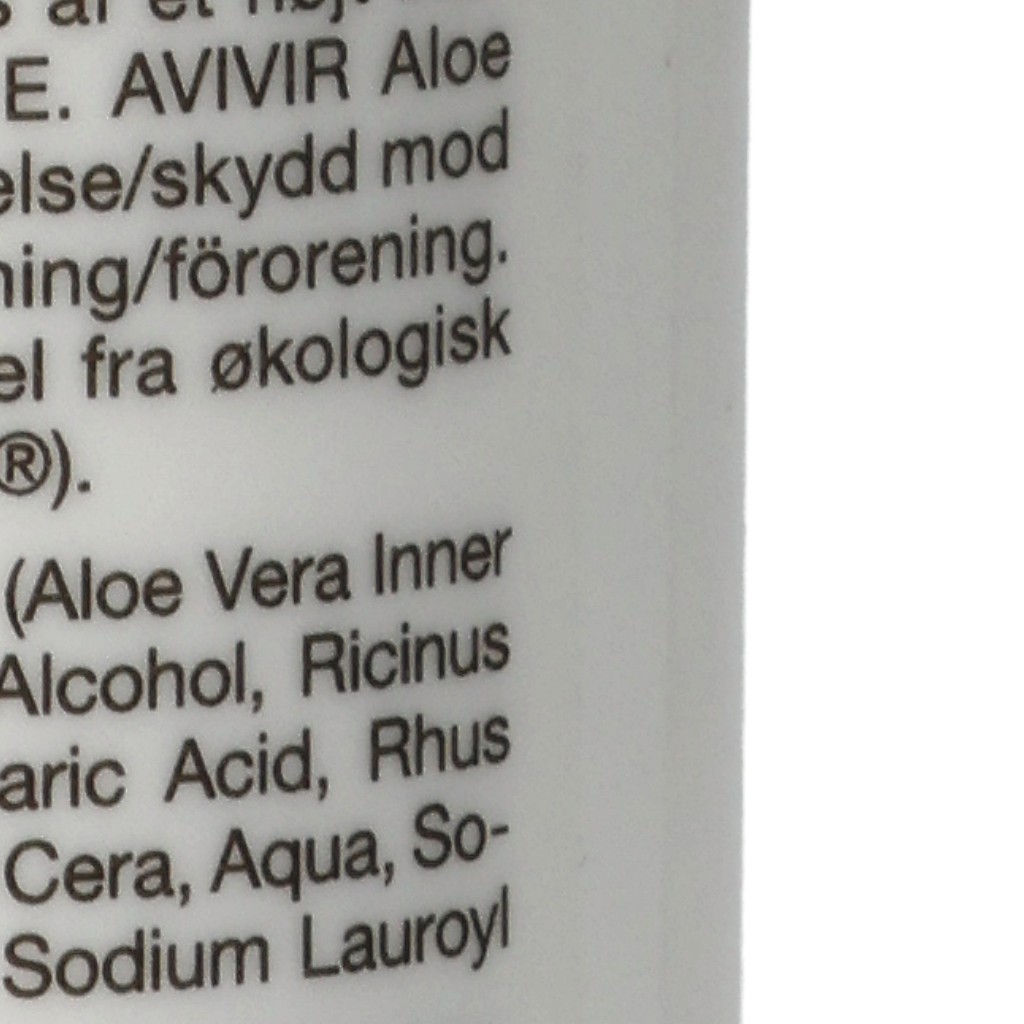 E. AVIVIR Aloe
else/skydd mod
ning/förorening.
el fra økologisk
®).
(Aloe Vera Inner
Alcohol, Ricinus
aric Acid, Rhus
Cera, Aqua, So-
Sodium Lauroyl